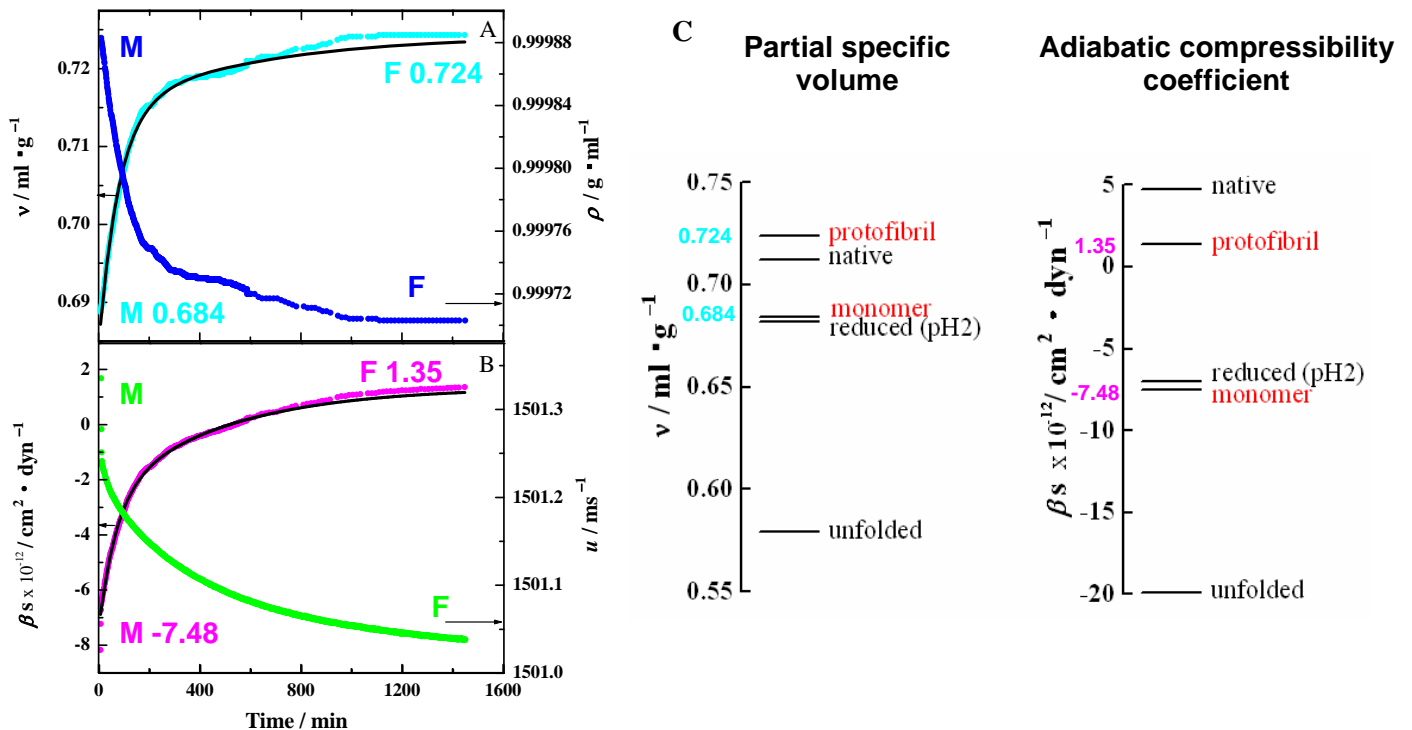 A
M
F 0.724
M 0.684
F
0.72
0.71
0.70
0.69
ν / ml • g⁻¹
0.99988
0.99984
0.99980
0.99976
0.99972
ρ / g • ml⁻¹
B
M
F 1.35
M -7.48
F
2
0
-2
-4
-6
-8
βs x 10⁻¹² / cm² • dyn⁻¹
1501.3
1501.2
1501.1
1501.0
u / ms⁻¹
0
400
800
1200
1600
Time / min
C
Partial specific
volume
0.75
0.70
0.65
0.60
0.55
ν / ml • g⁻¹
0.724
0.684
protofibril
native
monomer
reduced (pH2)
unfolded
Adiabatic compressibility
coefficient
5
0
-5
-10
-15
-20
βs x 10⁻¹²/ cm² • dyn⁻¹
1.35
-7.48
native
protofibril
reduced (pH2)
monomer
unfolded